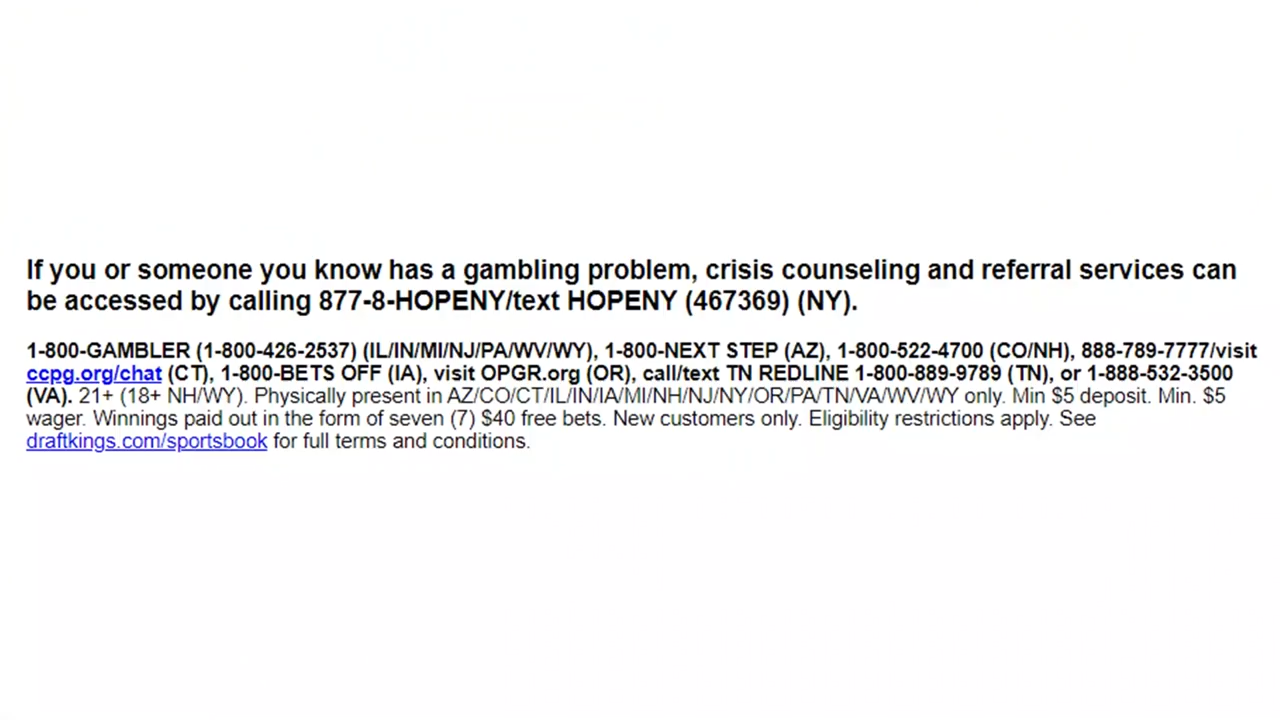 If you or someone you know has a gambling problem, crisis counseling and referral services can
be accessed by calling 877-8-HOPENY/text HOPENY (467369) (NY).
1-800-GAMBLER (1-800-426-2537) (IL/IN/MI/NJ/PA/WV/WY), 1-800-NEXT STEP (AZ), 1-800-522-4700 (CO/NH), 888-789-7777/visit
ccpg.org/chat (CT), 1-800-BETS OFF (IA), visit OPGR.org (OR), call/text TN REDLINE 1-800-889-9789 (TN), or 1-888-532-3500
(VA). 21+ (18+ NH/WY). Physically present in AZ/CO/CT/IL/IN/IA/MI/NH/NJ/NY/OR/PA/TN/VA/WV/WY only. Min $5 deposit. Min. $5
wager. Winnings paid out in the form of seven (7) $40 free bets. New customers only. Eligibility restrictions apply. See
draftkings.com/sportsbook for full terms and conditions.